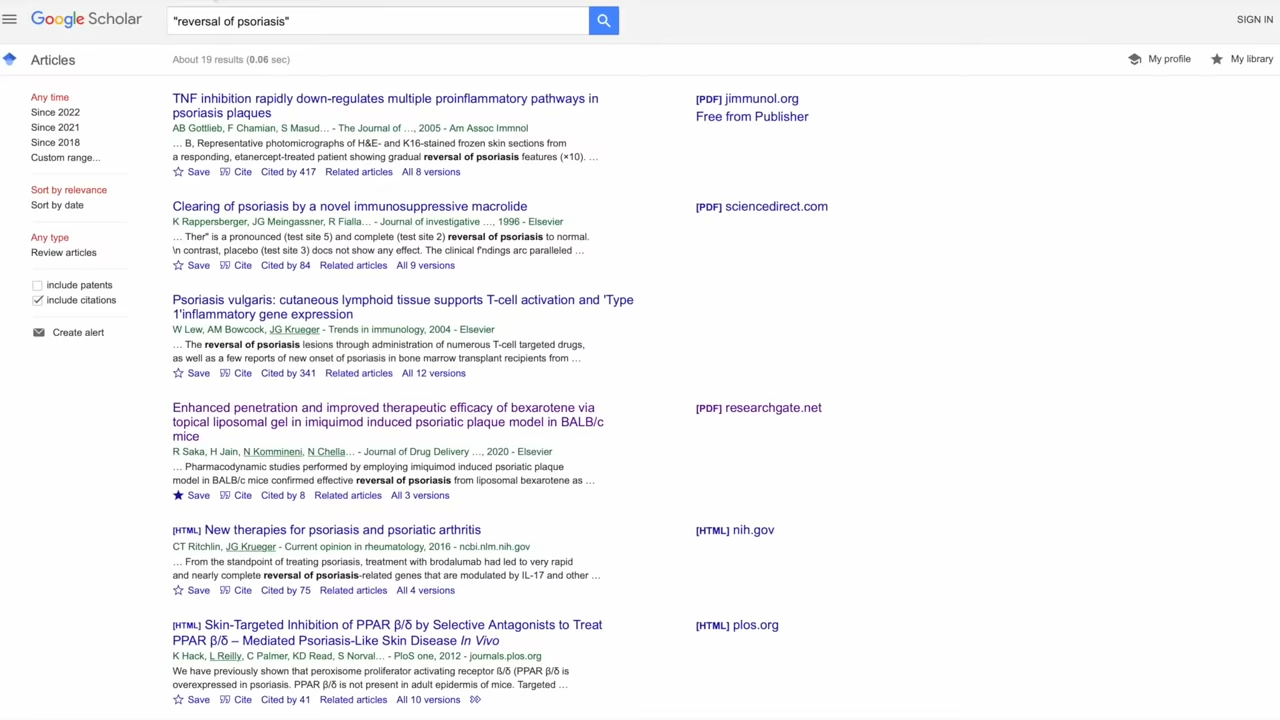 Google Scholar
"reversal of psoriasis"
SIGN IN
Articles
About 19 results (0.06 sec)
My profile
My library
Any time
Since 2022
Since 2021
Since 2018
Custom range...
Sort by relevance
Sort by date
Any type
Review articles
include patents
include citations
Create alert
TNF inhibition rapidly down-regulates multiple proinflammatory pathways in
psoriasis plaques
AB Gottlieb, F Chamian, S Masud... - The Journal of ..., 2005 - Am Assoc Immnol
... B, Representative photomicrographs of H&E- and K16-stained frozen skin sections from
a responding, etanercept-treated patient showing gradual reversal of psoriasis features (×10). ...
Save Cite Cited by 417 Related articles All 8 versions
[PDF] jimmunol.org
Free from Publisher
Clearing of psoriasis by a novel immunosuppressive macrolide
K Rappersberger, JG Meingassner, R Fialla... - Journal of investigative ..., 1996 - Elsevier
... Ther" is a pronounced (test site 5) and complete (test site 2) reversal of psoriasis to normal.
\n contrast, placebo (test site 3) docs not show any effect. The clinical f'ndings arc paralleled ...
Save Cite Cited by 84 Related articles All 9 versions
[PDF] sciencedirect.com
Psoriasis vulgaris: cutaneous lymphoid tissue supports T-cell activation and 'Type
1'inflammatory gene expression
W Lew, AM Bowcock, JG Krueger - Trends in immunology, 2004 - Elsevier
... The reversal of psoriasis lesions through administration of numerous T-cell targeted drugs,
as well as a few reports of new onset of psoriasis in bone marrow transplant recipients from ...
Save Cite Cited by 341 Related articles All 12 versions
Enhanced penetration and improved therapeutic efficacy of bexarotene via
topical liposomal gel in imiquimod induced psoriatic plaque model in BALB/c
mice
R Saka, H Jain, N Kommineni, N Chella... - Journal of Drug Delivery ..., 2020 - Elsevier
... Pharmacodynamic studies performed by employing imiquimod induced psoriatic plaque
model in BALB/c mice confirmed effective reversal of psoriasis from liposomal bexarotene as ...
Save Cite Cited by 8 Related articles All 3 versions
[PDF] researchgate.net
[HTML] New therapies for psoriasis and psoriatic arthritis
CT Ritchlin, JG Krueger - Current opinion in rheumatology, 2016 - ncbi.nlm.nih.gov
... From the standpoint of treating psoriasis, treatment with brodalumab had led to very rapid
and nearly complete reversal of psoriasis-related genes that are modulated by IL-17 and other ...
Save Cite Cited by 75 Related articles All 4 versions
[HTML] nih.gov
[HTML] Skin-Targeted Inhibition of PPAR β/δ by Selective Antagonists to Treat
PPAR β/δ – Mediated Psoriasis-Like Skin Disease In Vivo
K Hack, L Reilly, C Palmer, KD Read, S Norval... - PloS one, 2012 - journals.plos.org
We have previously shown that peroxisome proliferator activating receptor ß/δ (PPAR β/δ is
overexpressed in psoriasis. PPAR β/δ is not present in adult epidermis of mice. Targeted ...
Save Cite Cited by 41 Related articles All 10 versions
[HTML] plos.org